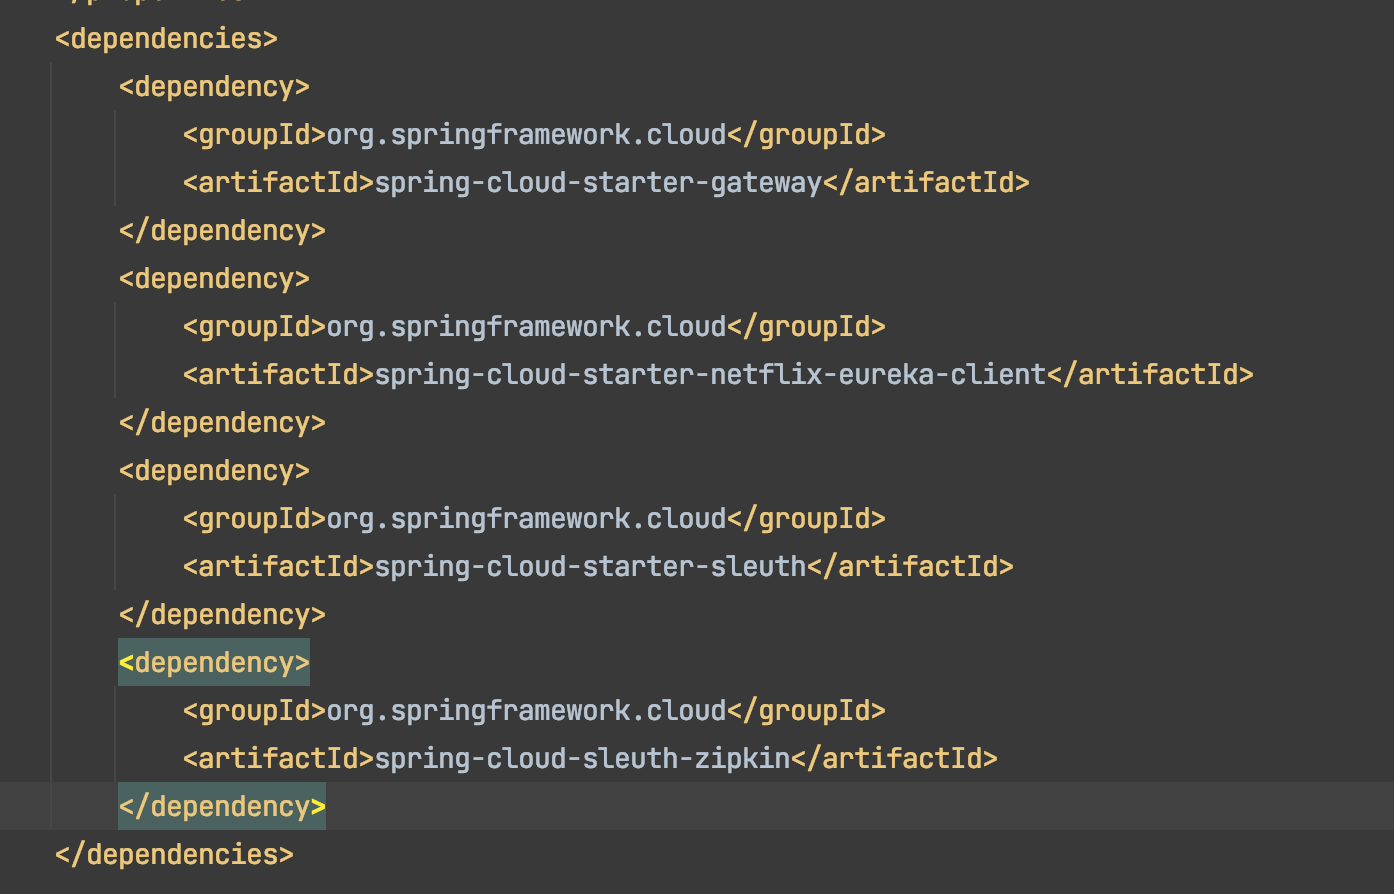 <dependencies>
<dependency>
<groupId>org.springframework.cloud</groupId>
<artifactId>spring-cloud-starter-gateway</artifactId>
</dependency>
<dependency>
<groupId>org.springframework.cloud</groupId>
<artifactId>spring-cloud-starter-netflix-eureka-client</artifactId>
</dependency>
<dependency>
<groupId>org.springframework.cloud</groupId>
<artifactId>spring-cloud-starter-sleuth</artifactId>
</dependency>
<dependency>
<groupId>org.springframework.cloud</groupId>
<artifactId>spring-cloud-sleuth-zipkin</artifactId>
</dependency>
</dependencies>